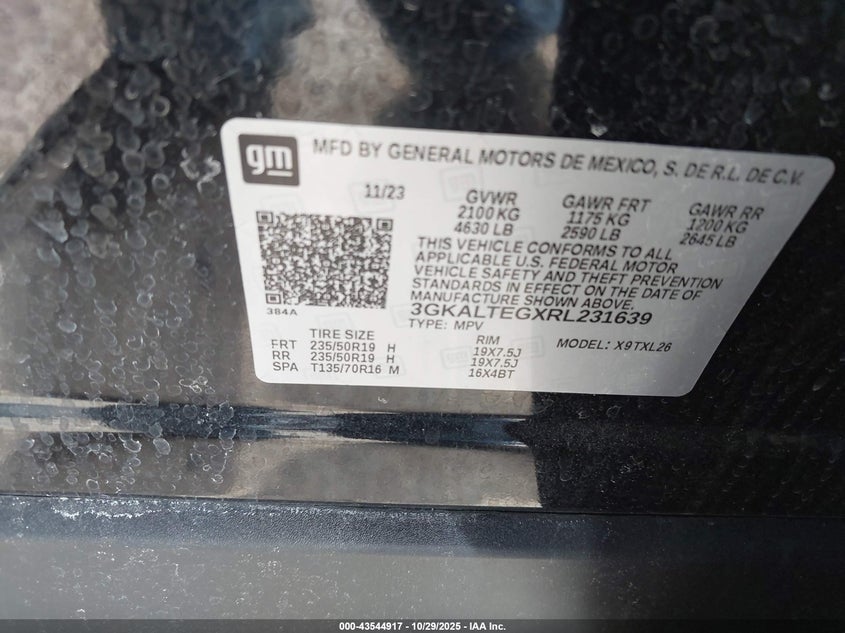 gm
MFD BY GENERAL MOTORS DE MEXICO, S. DE R.L. DE C.V.
11/23 GVWR GAWR FRT GAWR RR
2100 KG 1175 KG 1200 KG
4630 LB 2590 LB 2645 LB
THIS VEHICLE CONFORMS TO ALL
APPLICABLE U.S. FEDERAL MOTOR
VEHICLE SAFETY AND THEFT PREVENTION
STANDARDS IN EFFECT ON THE DATE OF
MANUFACTURE SHOWN ABOVE.
384A
3GKALTEGXRL231639
TYPE: MPV MODEL: X9TXL26
TIRE SIZE RIM
FRT 235/50R19 H 19X7.5J
RR 235/50R19 H 19X7.5J
SPA T135/70R16 M 16X4BT
000-43544917 - 10/29/2025 - IAA Inc.